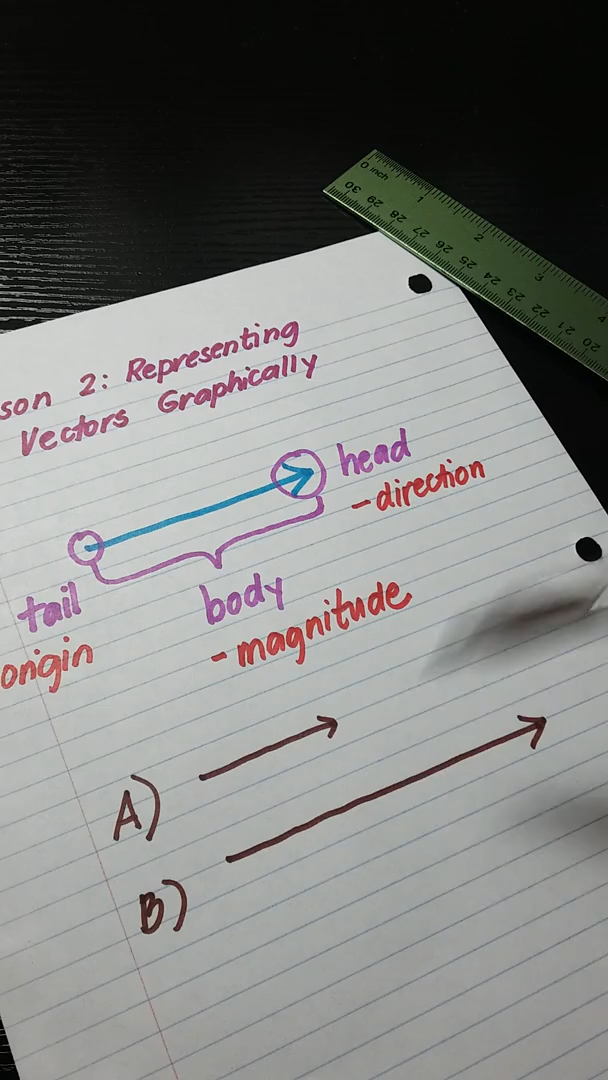 son 2: Representing
Vectors Graphically
head
-direction
tail
origin
body
-magnitude
A)
B)
0 inch 1 2 3 4
30 29 28 27 26 25 24 23 22 21 20